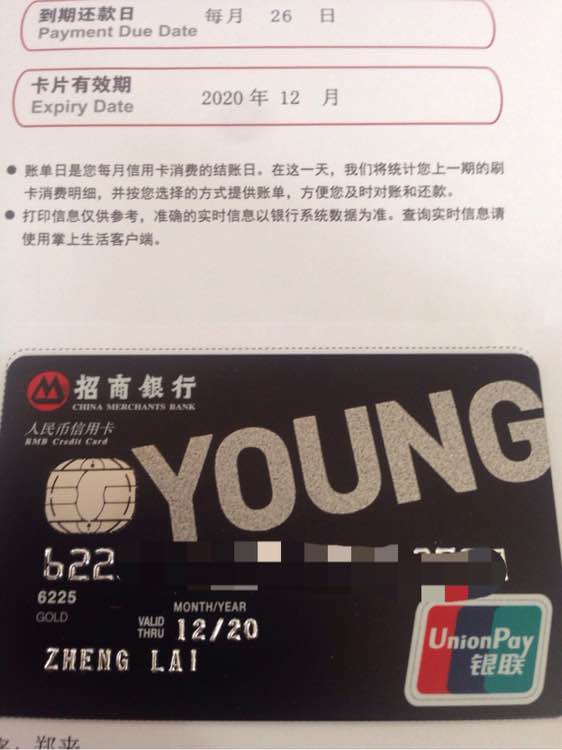 到期还款日 每月 26 日
Payment Due Date
卡片有效期
Expiry Date 2020 年 12 月
● 账单日是您每月信用卡消费的结账日。在这一天，我们将统计您上一期的刷
卡消费明细，并按您选择的方式提供账单，方便您及时对账和还款。
● 打印信息仅供参考，准确的实时信息以银行系统数据为准。查询实时信息请
使用掌上生活客户端。
招商银行
CHINA MERCHANTS BANK
人民币信用卡
RMB Credit Card
YOUNG
622
6225
GOLD
MONTH/YEAR
VALID
THRU 12/20
ZHENG LAI
UnionPay
银联
郑来